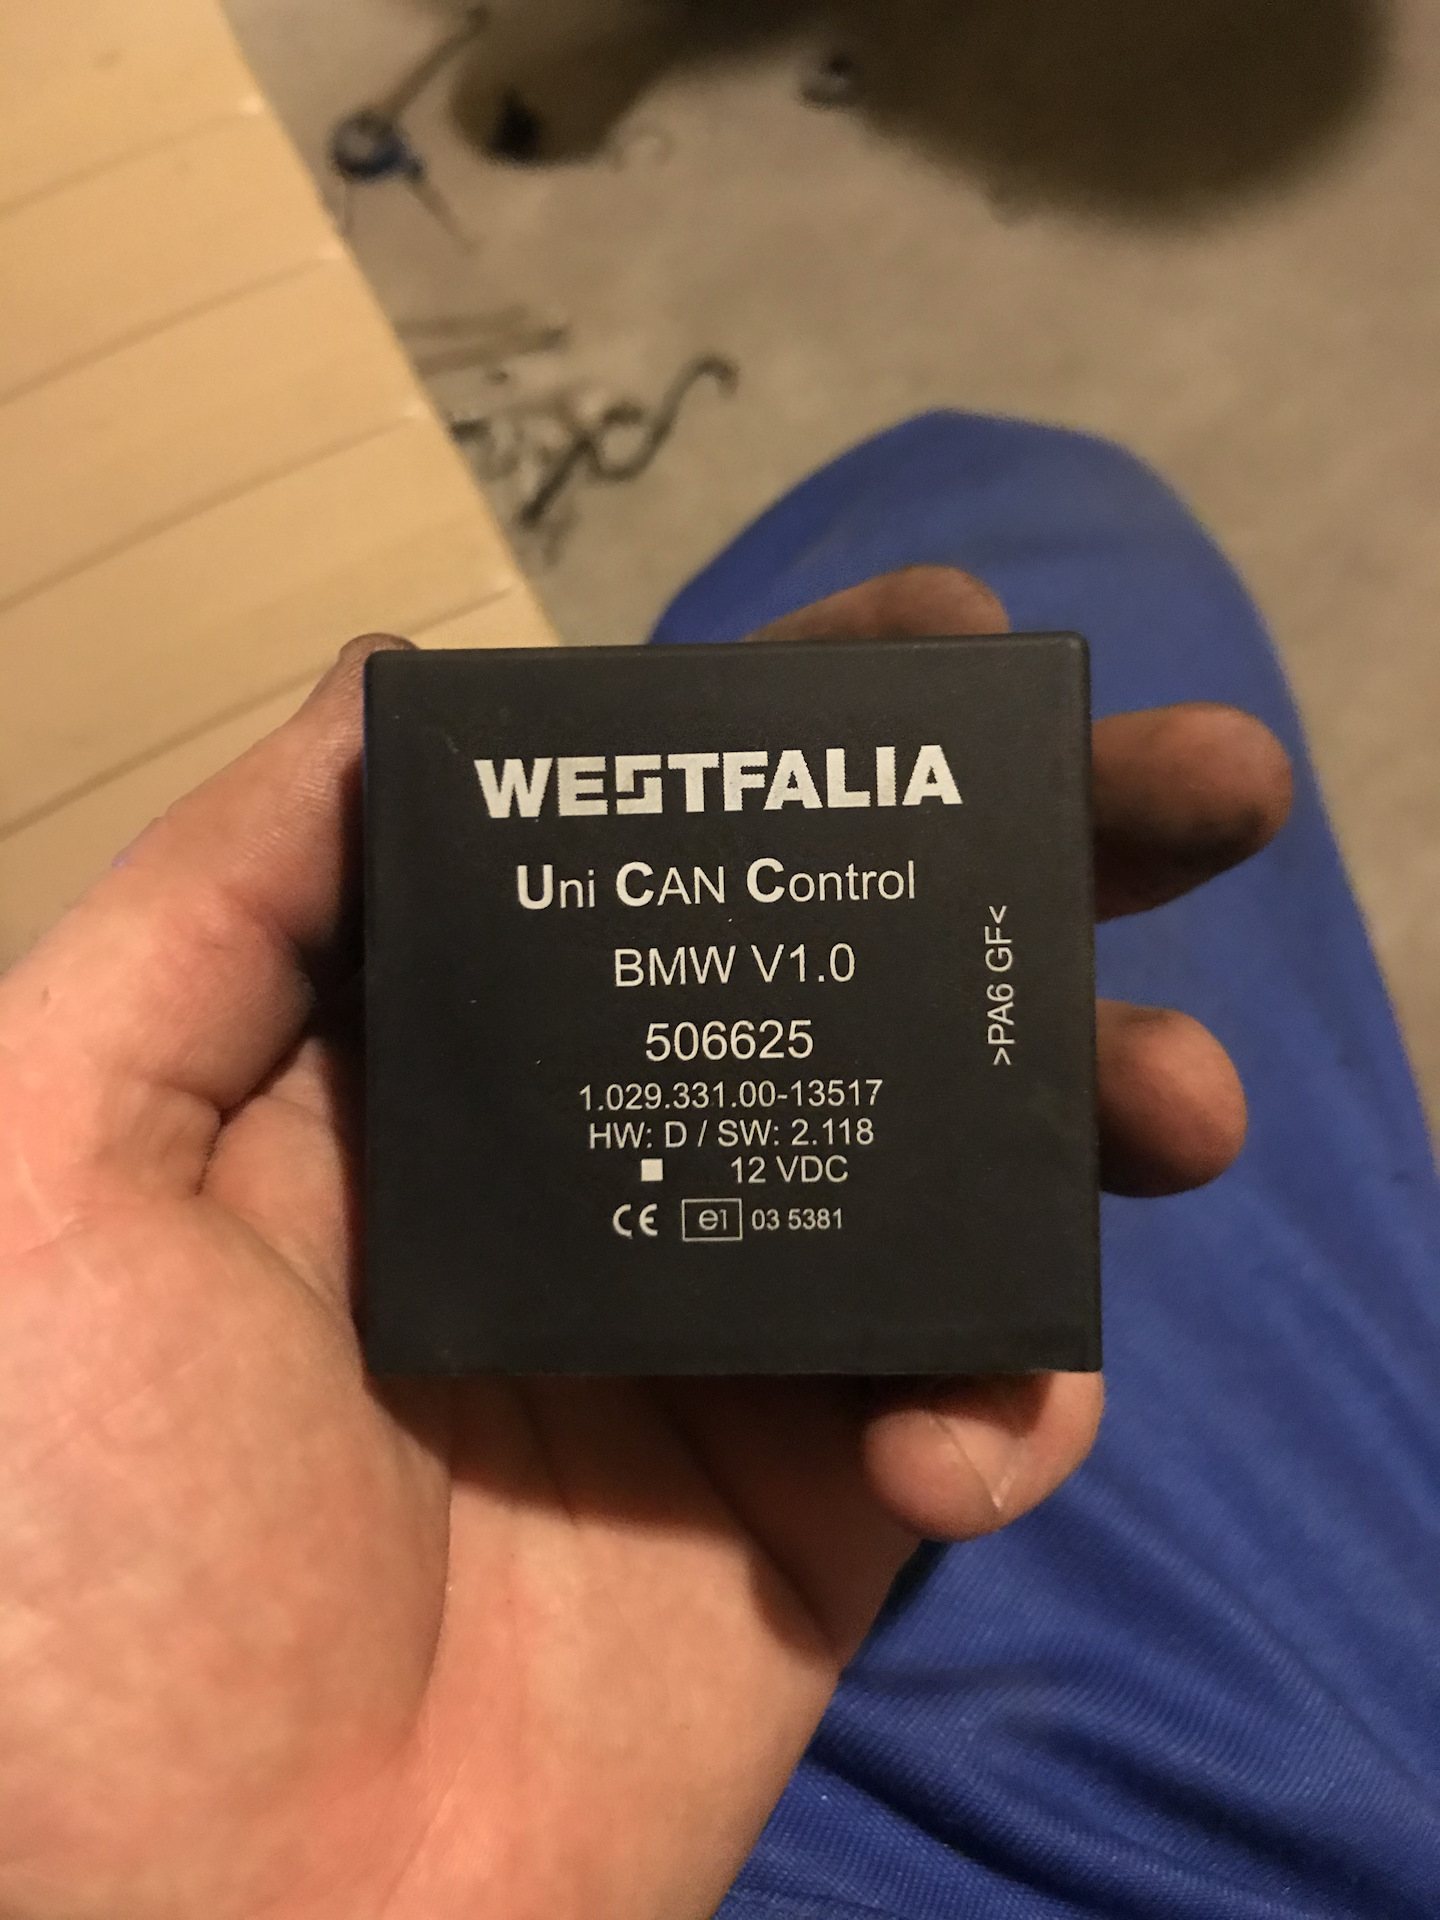 WESTFALIA
Uni CAN Control
BMW V1.0
506625
1.029.331.00-13517
HW: D / SW: 2.118
12 VDC
CE e1 03 5381
>PA6 GF<